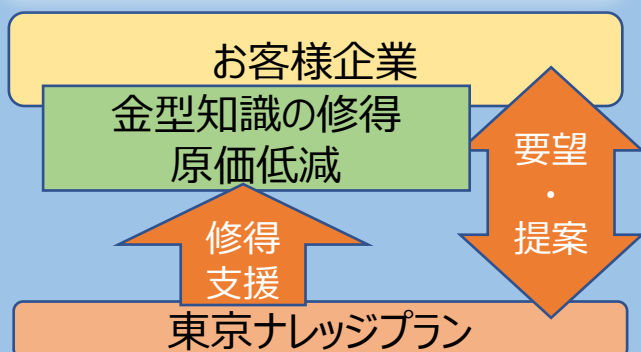 お客様企業
金型知識の修得
原価低減
要望
・
提案
修得
支援
東京ナレッジプラン